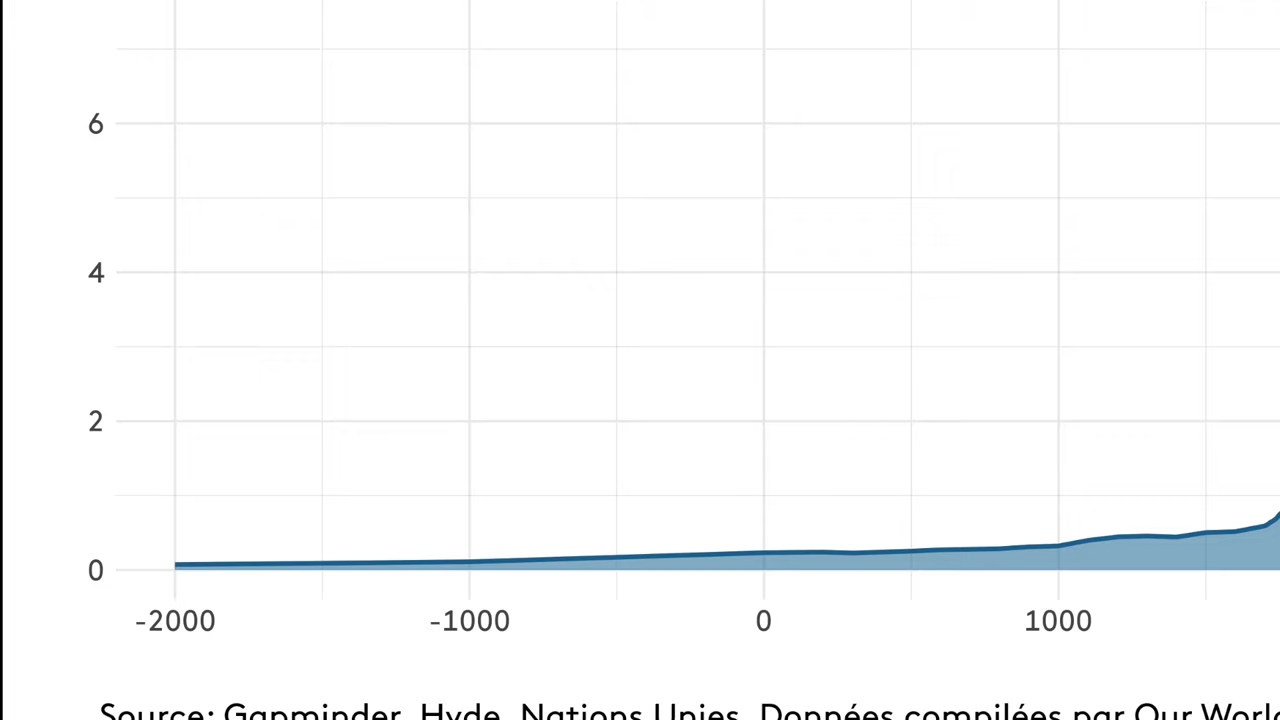 6
4
2
0
-2000 -1000 0 1000
Source: Gapminder, Hyde, Nations Unies. Données compilées par Our World